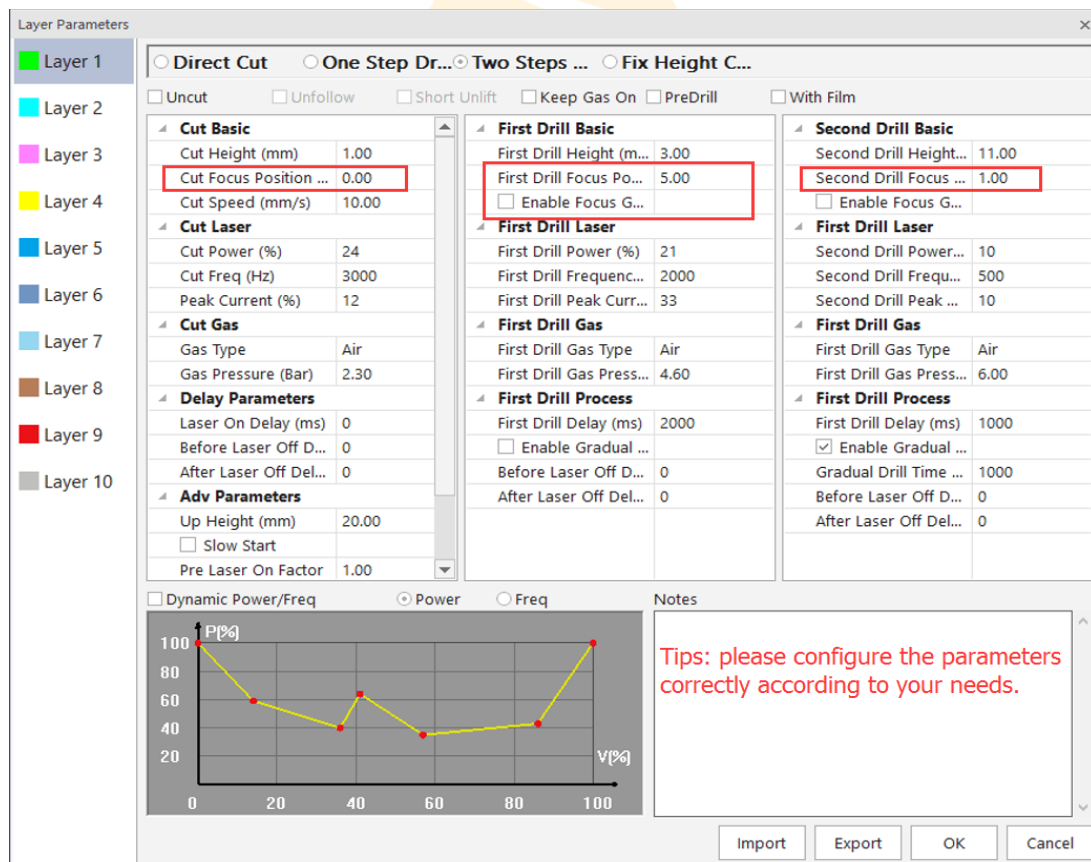 Layer Parameters
Layer 1
Layer 2
Layer 3
Layer 4
Layer 5
Layer 6
Layer 7
Layer 8
Layer 9
Layer 10
Direct Cut One Step Dr... Two Steps ... Fix Height C...
Uncut Unfollow Short Unlift Keep Gas On PreDrill With Film
Cut Basic
Cut Height (mm) 1.00
Cut Focus Position ... 0.00
Cut Speed (mm/s) 10.00
Cut Laser
Cut Power (%) 24
Cut Freq (Hz) 3000
Peak Current (%) 12
Cut Gas
Gas Type Air
Gas Pressure (Bar) 2.30
Delay Parameters
Laser On Delay (ms) 0
Before Laser Off D... 0
After Laser Off Del... 0
Adv Parameters
Up Height (mm) 20.00
Slow Start
Pre Laser On Factor 1.00
First Drill Basic
First Drill Height (m... 3.00
First Drill Focus Po... 5.00
Enable Focus G...
First Drill Laser
First Drill Power (%) 21
First Drill Frequenc... 2000
First Drill Peak Curr... 33
First Drill Gas
First Drill Gas Type Air
First Drill Gas Press... 4.60
First Drill Process
First Drill Delay (ms) 2000
Enable Gradual ...
Before Laser Off D... 0
After Laser Off Del... 0
Second Drill Basic
Second Drill Height... 11.00
Second Drill Focus ... 1.00
Enable Focus G...
First Drill Laser
Second Drill Power... 10
Second Drill Frequ... 500
Second Drill Peak ... 10
First Drill Gas
First Drill Gas Type Air
First Drill Gas Press... 6.00
First Drill Process
First Drill Delay (ms) 1000
Enable Gradual ...
Gradual Drill Time ... 1000
Before Laser Off D... 0
After Laser Off Del... 0
Dynamic Power/Freq Power Freq
P(%)
100
80
60
40
20
V(%)
0 20 40 60 80 100
Notes
Tips: please configure the parameters
correctly according to your needs.
Import Export OK Cancel